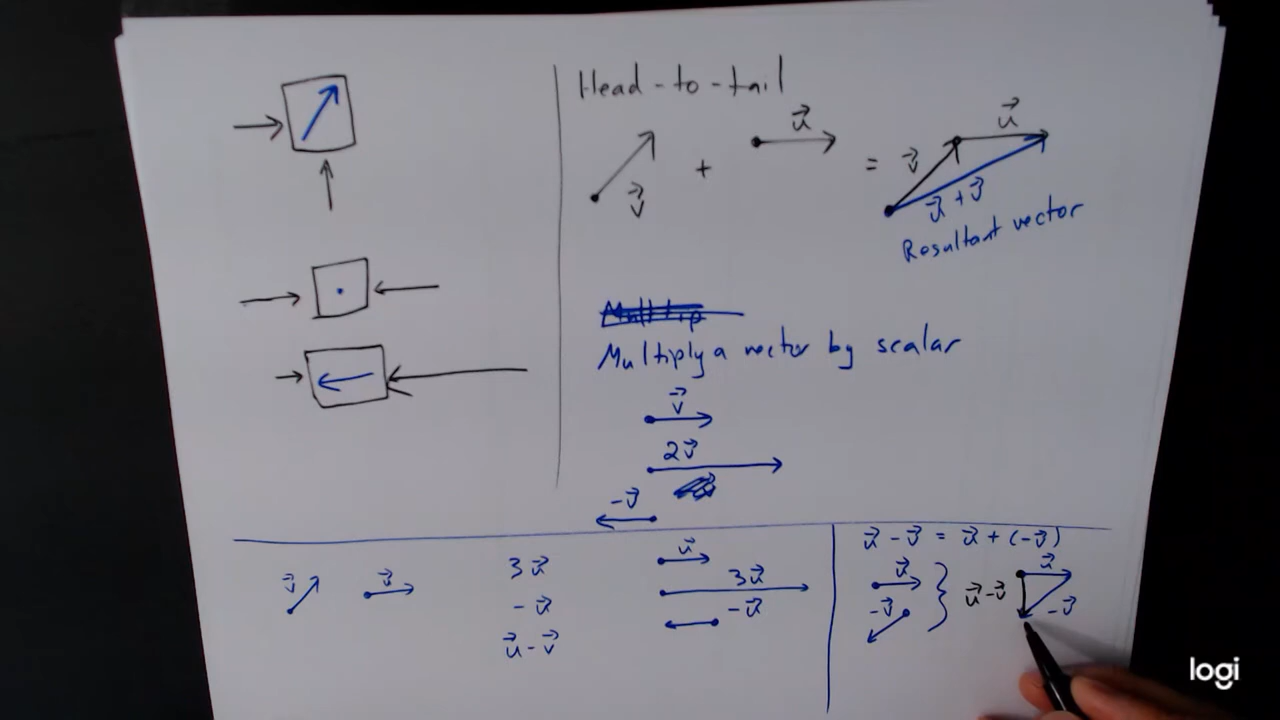 Head-to-tail
v⃗ + u⃗ = v⃗ u⃗
u⃗ + v⃗
Resultant vector
Multip
Multiply a vector by scalar
v⃗
2v⃗
-v⃗
v⃗
3u⃗
-u⃗
u⃗ - v⃗
u⃗
3u⃗
-u⃗
u⃗ - v⃗ = u⃗ + (-v⃗)
u⃗
-v⃗
u⃗ - v⃗
u⃗
-v⃗
logi